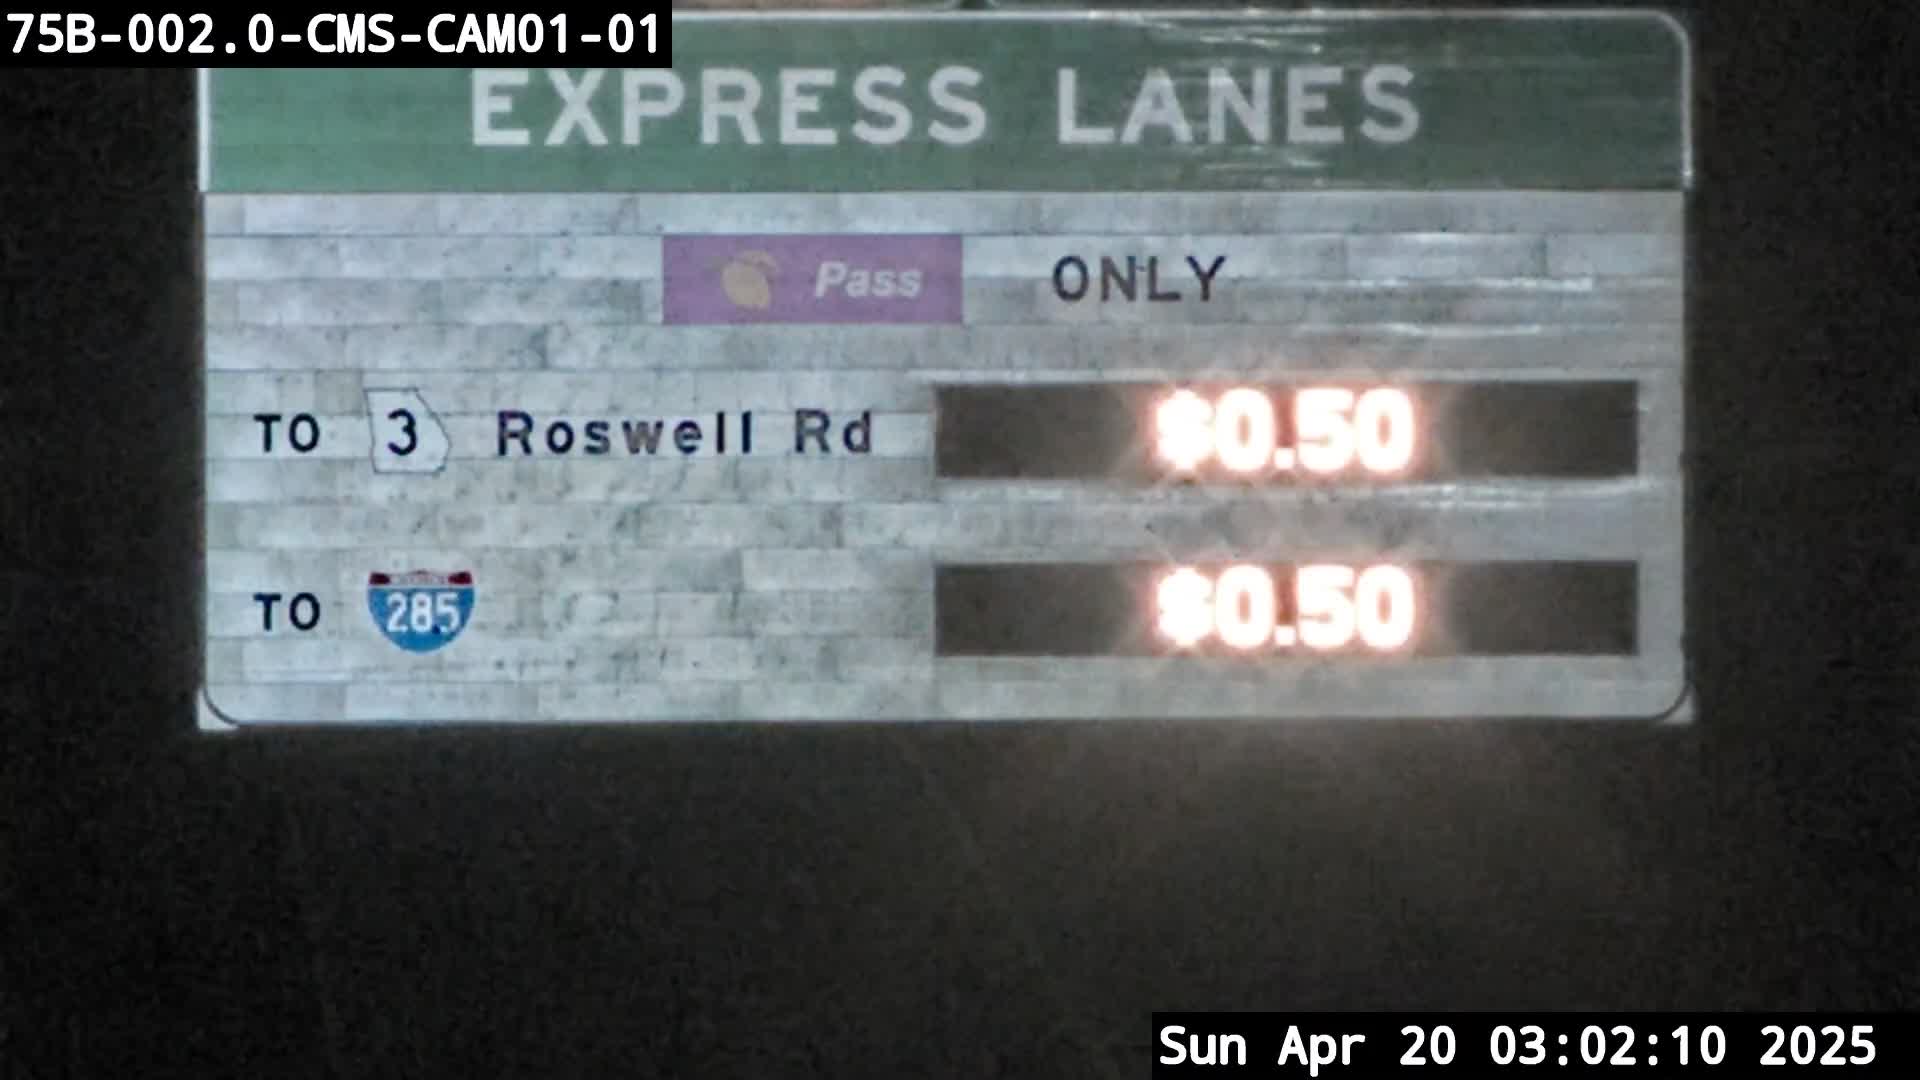 75B-002.0-CMS-CAM01-01
EXPRESS LANES
Pass ONLY
TO 3 Roswell Rd $0.50
TO 285 $0.50
Sun Apr 20 03:02:10 2025